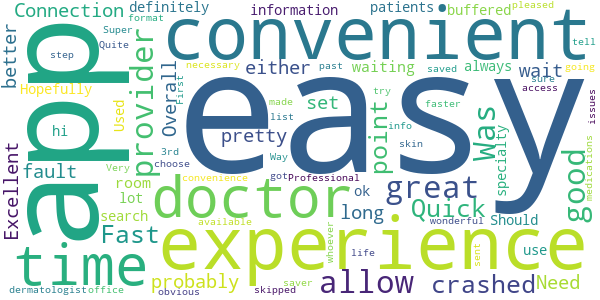 Connection
definitely
information
patients
buffered
pleased
format
convenient
better
Super
Quite
tell
step
necessary
past
saved
going
app
provider
Overall
either
waiting
always
wait
sure
access
Used
First
made
try
faster
Hopefully
easy
hi
set
point
Was
issues
list
info
pretty
3rd
Way
skin
specialty
good
medications
fault
Very
choose
convenience
got
Professional
Excellent
room
lot
doctor
ok
great
search
long
Quick
wonderful
Should
available
whoever
Fast
experience
use
time
life
sent
probably
allow
crashed
Need
saver
dermatologist
office
obvious
skipped